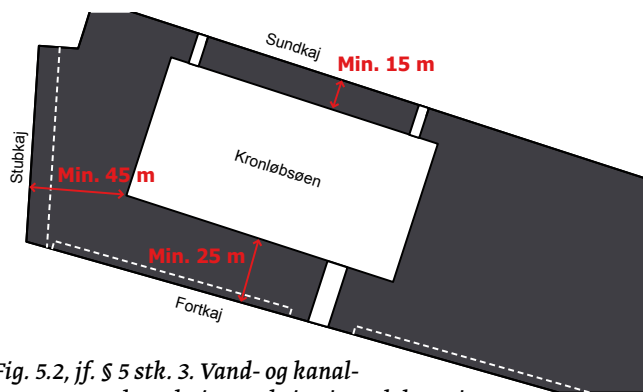 Sundkaj
Min. 15 m
Kronløbsøen
Stubkaj
Min. 45 m
Min. 25 m
Fortkaj
Fig. 5.2, jf. § 5 stk. 3. Vand- og kanal-